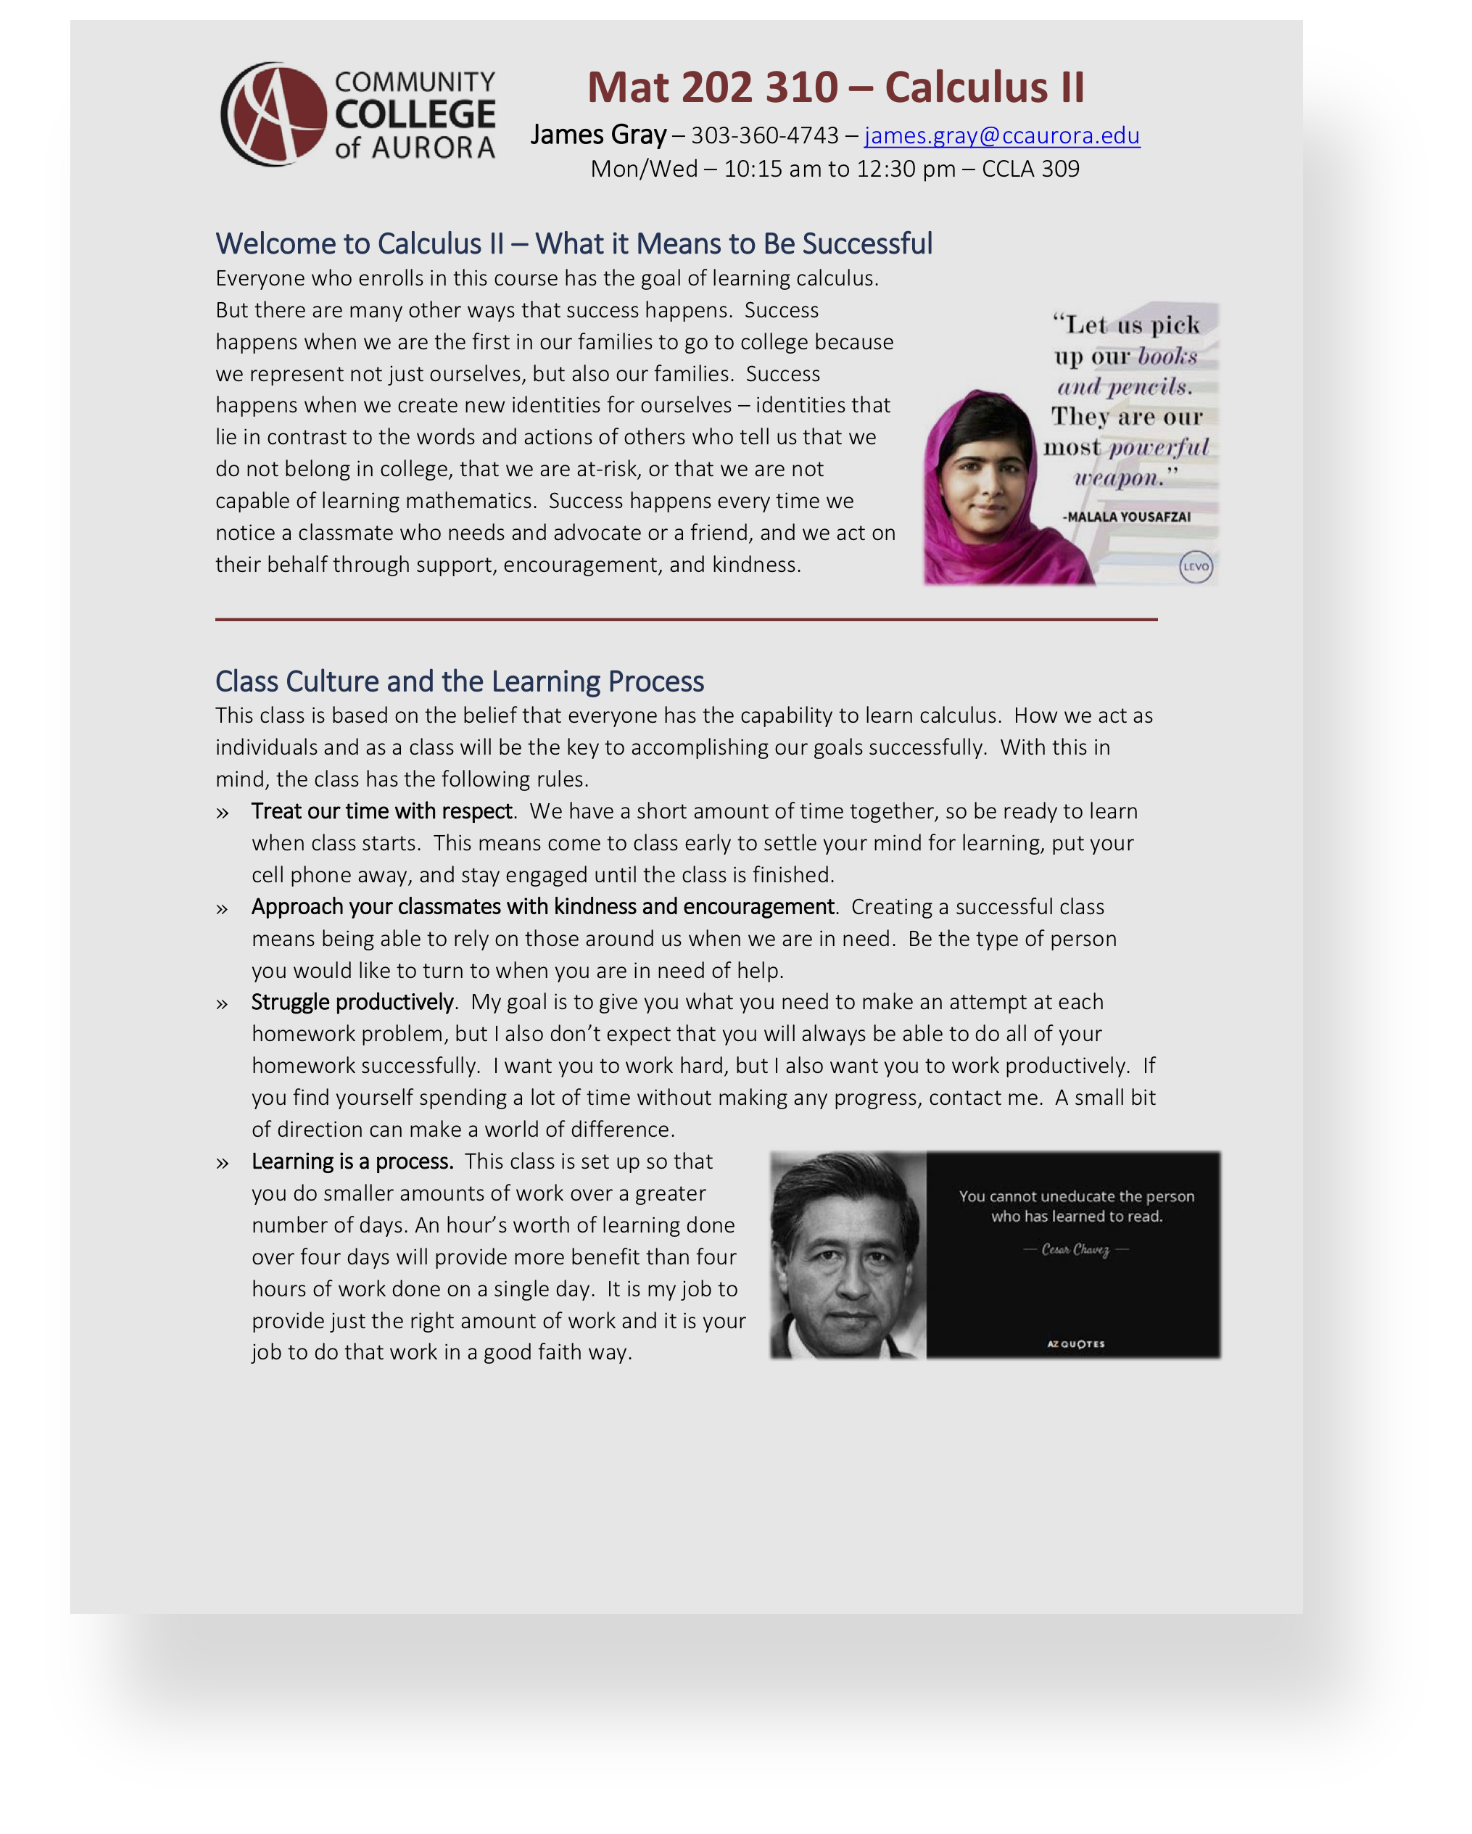 COMMUNITY
COLLEGE
of AURORA
Mat 202 310 – Calculus II
James Gray – 303-360-4743 – james.gray@ccaurora.edu
Mon/Wed – 10:15 am to 12:30 pm – CCLA 309
Welcome to Calculus II – What it Means to Be Successful
Everyone who enrolls in this course has the goal of learning calculus.
But there are many other ways that success happens.  Success
happens when we are the first in our families to go to college because
we represent not just ourselves, but also our families.  Success
happens when we create new identities for ourselves – identities that
lie in contrast to the words and actions of others who tell us that we
do not belong in college, that we are at-risk, or that we are not
capable of learning mathematics.  Success happens every time we
notice a classmate who needs and advocate or a friend, and we act on
their behalf through support, encouragement, and kindness.
“Let us pick
up our books
and pencils.
They are our
most powerful
weapon.”
-MALALA YOUSAFZAI
LEVO
Class Culture and the Learning Process
This class is based on the belief that everyone has the capability to learn calculus.  How we act as
individuals and as a class will be the key to accomplishing our goals successfully.  With this in
mind, the class has the following rules.
» Treat our time with respect.  We have a short amount of time together, so be ready to learn
when class starts.  This means come to class early to settle your mind for learning, put your
cell phone away, and stay engaged until the class is finished.
» Approach your classmates with kindness and encouragement.  Creating a successful class
means being able to rely on those around us when we are in need.  Be the type of person
you would like to turn to when you are in need of help.
» Struggle productively.  My goal is to give you what you need to make an attempt at each
homework problem, but I also don’t expect that you will always be able to do all of your
homework successfully.  I want you to work hard, but I also want you to work productively.  If
you find yourself spending a lot of time without making any progress, contact me.  A small bit
of direction can make a world of difference.
» Learning is a process.  This class is set up so that
you do smaller amounts of work over a greater
number of days. An hour’s worth of learning done
over four days will provide more benefit than four
hours of work done on a single day.  It is my job to
provide just the right amount of work and it is your
job to do that work in a good faith way.
You cannot uneducate the person
who has learned to read.
— Cesar Chavez —
AZ QUOTES